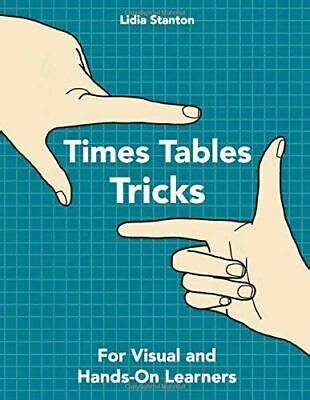 Lidia Stanton
Times Tables
Tricks
For Visual and
Hands-On Learners